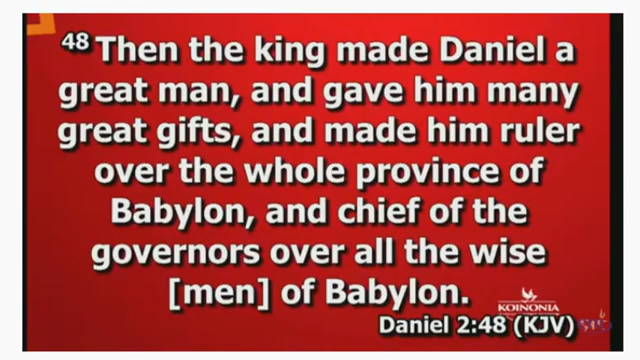 48 Then the king made Daniel a
great man, and gave him many
great gifts, and made him ruler
over the whole province of
Babylon, and chief of the
governors over all the wise
[men] of Babylon.
KOINONIA
Daniel 2:48 (KJV)